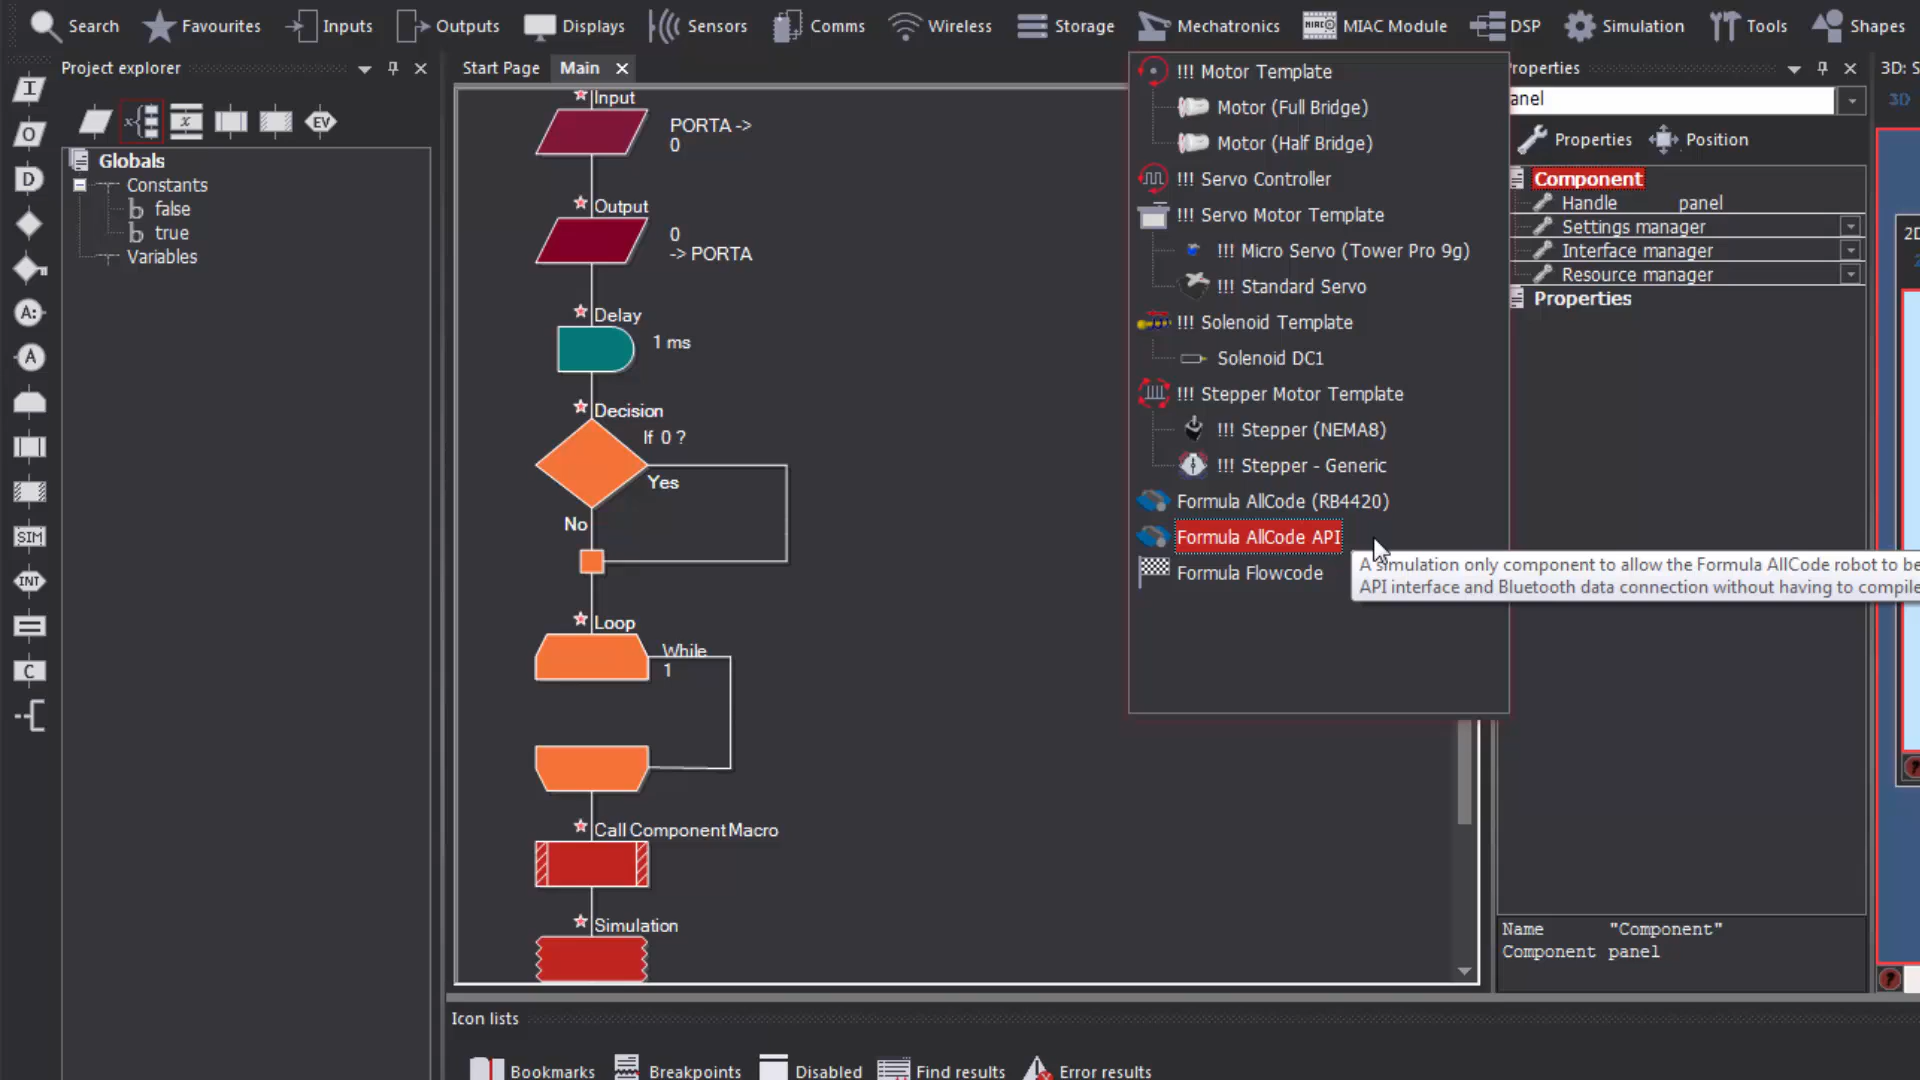 Search
Favourites
Inputs
Outputs
Displays
Sensors
Comms
Wireless
Storage
Mechatronics
MIAC Module
DSP
Simulation
Tools
Shapes
Project explorer
Globals
Constants
false
true
Variables
I
O
D
A:
A
SIM
INT
C
x
x
EV
Start Page
Main
Input
PORTA ->
0
Output
0
-> PORTA
Delay
1 ms
Decision
If 0 ?
Yes
No
Loop
While
1
Call Component Macro
Simulation
!!! Motor Template
Motor (Full Bridge)
Motor (Half Bridge)
!!! Servo Controller
!!! Servo Motor Template
!!! Micro Servo (Tower Pro 9g)
!!! Standard Servo
!!! Solenoid Template
Solenoid DC1
!!! Stepper Motor Template
!!! Stepper (NEMA8)
!!! Stepper - Generic
Formula AllCode (RB4420)
Formula AllCode API
Formula Flowcode
A simulation only component to allow the Formula AllCode robot to be
API interface and Bluetooth data connection without having to compile
roperties
anel
Properties
Position
Component
Handle panel
Settings manager
Interface manager
Resource manager
Properties
Name "Component"
Component panel
3D: S
3D
2D
Icon lists
Bookmarks
Breakpoints
Disabled
Find results
Error results